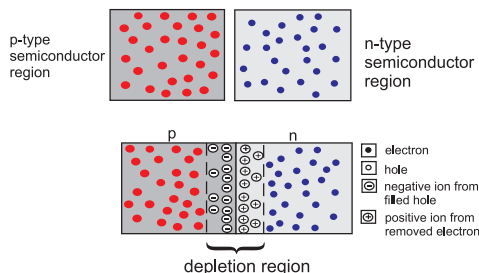 p-type
semiconductor
region
n-type
semiconductor
region
p
n
electron
hole
negative ion from
filled hole
positive ion from
removed electron
depletion region